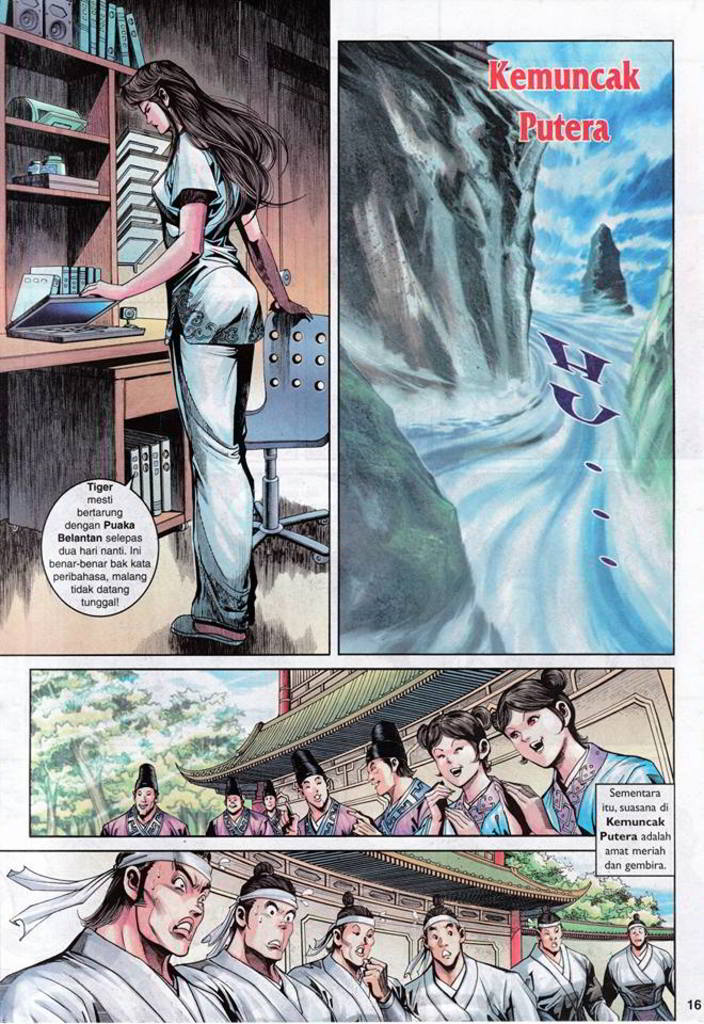 Tiger
mesti
bertarung
dengan Puaka
Belantan selepas
dua hari nanti. Ini
benar-benar bak kata
peribahasa, malang
tidak datang
tunggal!
Kemuncak
Putera
HU...
Sementara
itu, suasana di
Kemuncak
Putera adalah
amat meriah
dan gembira.
16